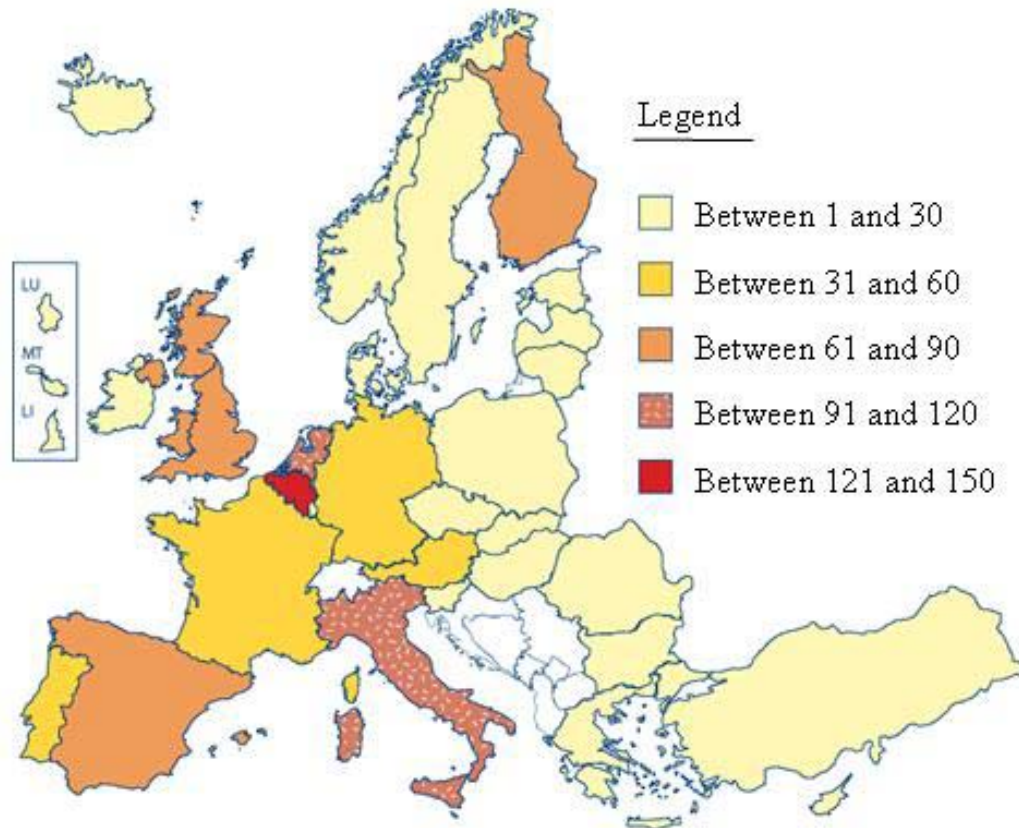 Legend
Between 1 and 30
Between 31 and 60
Between 61 and 90
Between 91 and 120
Between 121 and 150
LU
MT
LI